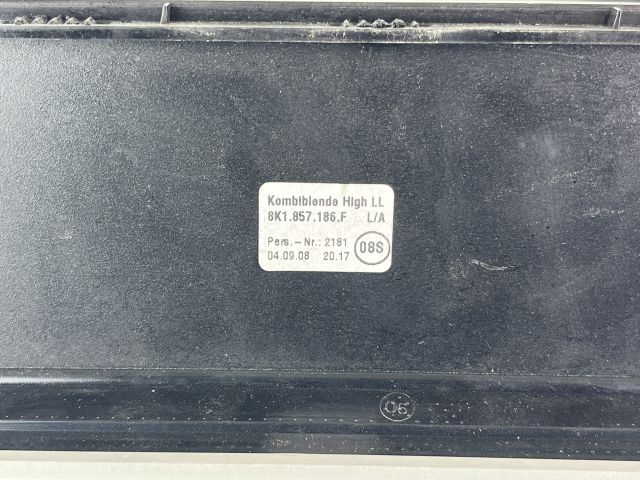 Kombiblende High LL
8K1.857.186.F L/A
Pers.-Nr.: 2181
08S
04.09.08 20.17
06